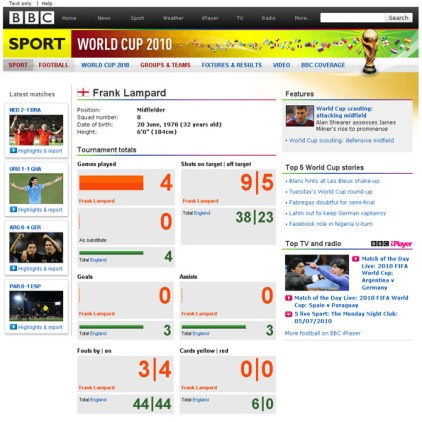 Text only | Help
BBC
Home News Sport Weather iPlayer TV Radio More... Search
SPORT WORLD CUP 2010
SPORT FOOTBALL WORLD CUP 2010 GROUPS & TEAMS FIXTURES & RESULTS VIDEO BBC COVERAGE
Latest matches
NED 2-1 BRA
Highlights & report
URU 1-1 GHA
Highlights & report
ARG 0-4 GER
Highlights & report
PAR 0-1 ESP
Highlights & report
Frank Lampard
Position: Midfielder
Squad number: 8
Date of birth: 20 June, 1978 (32 years old)
Height: 6'0" (184cm)
Tournament totals
Games played
4
Frank Lampard
0
As substitute
4
Total England
Shots on target | off target
9|5
Frank Lampard
38|23
Total England
Goals
0
Frank Lampard
3
Total England
Assists
0
Frank Lampard
3
Total England
Fouls by | on
3|4
Frank Lampard
44|44
Total England
Cards yellow | red
0|0
Frank Lampard
6|0
Total England
Features
World Cup scouting: attacking midfield
Alan Shearer assesses James Milner's rise to prominence
World Cup scouting: defensive midfield
Top 5 World Cup stories
Blanc hints at Les Bleus shake-up
Tuesday's World Cup round-up
Fabregas doubtful for semi-final
Lahm out to keep German captaincy
Facebook role in Nigeria U-turn
Top TV and radio BBC iPlayer
Match of the Day Live: 2010 FIFA World Cup: Argentina v Germany
Match of the Day Live: 2010 FIFA World Cup: Spain v Paraguay
5 live Sport: The Monday Night Club: 05/07/2010
More football on BBC iPlayer